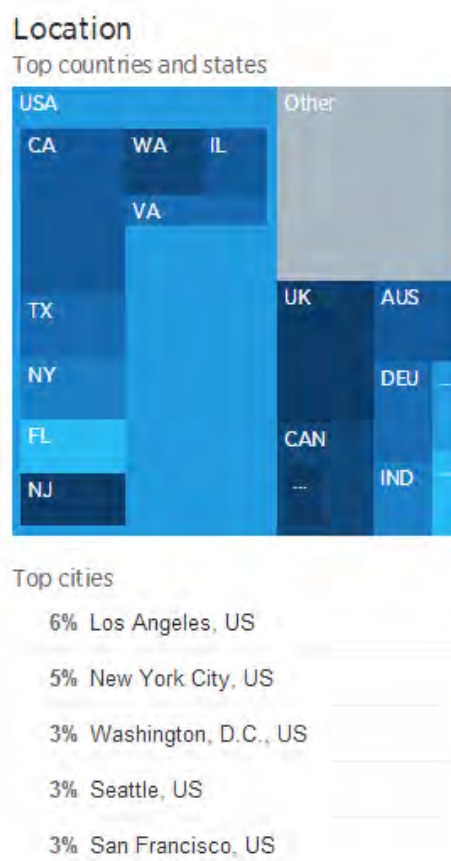 Location
Top countries and states
USA
Other
CA
WA
IL
VA
UK
AUS
TX
NY
DEU
...
FL
CAN
NJ
...
IND
...
Top cities
6% Los Angeles, US
5% New York City, US
3% Washington, D.C., US
3% Seattle, US
3% San Francisco, US